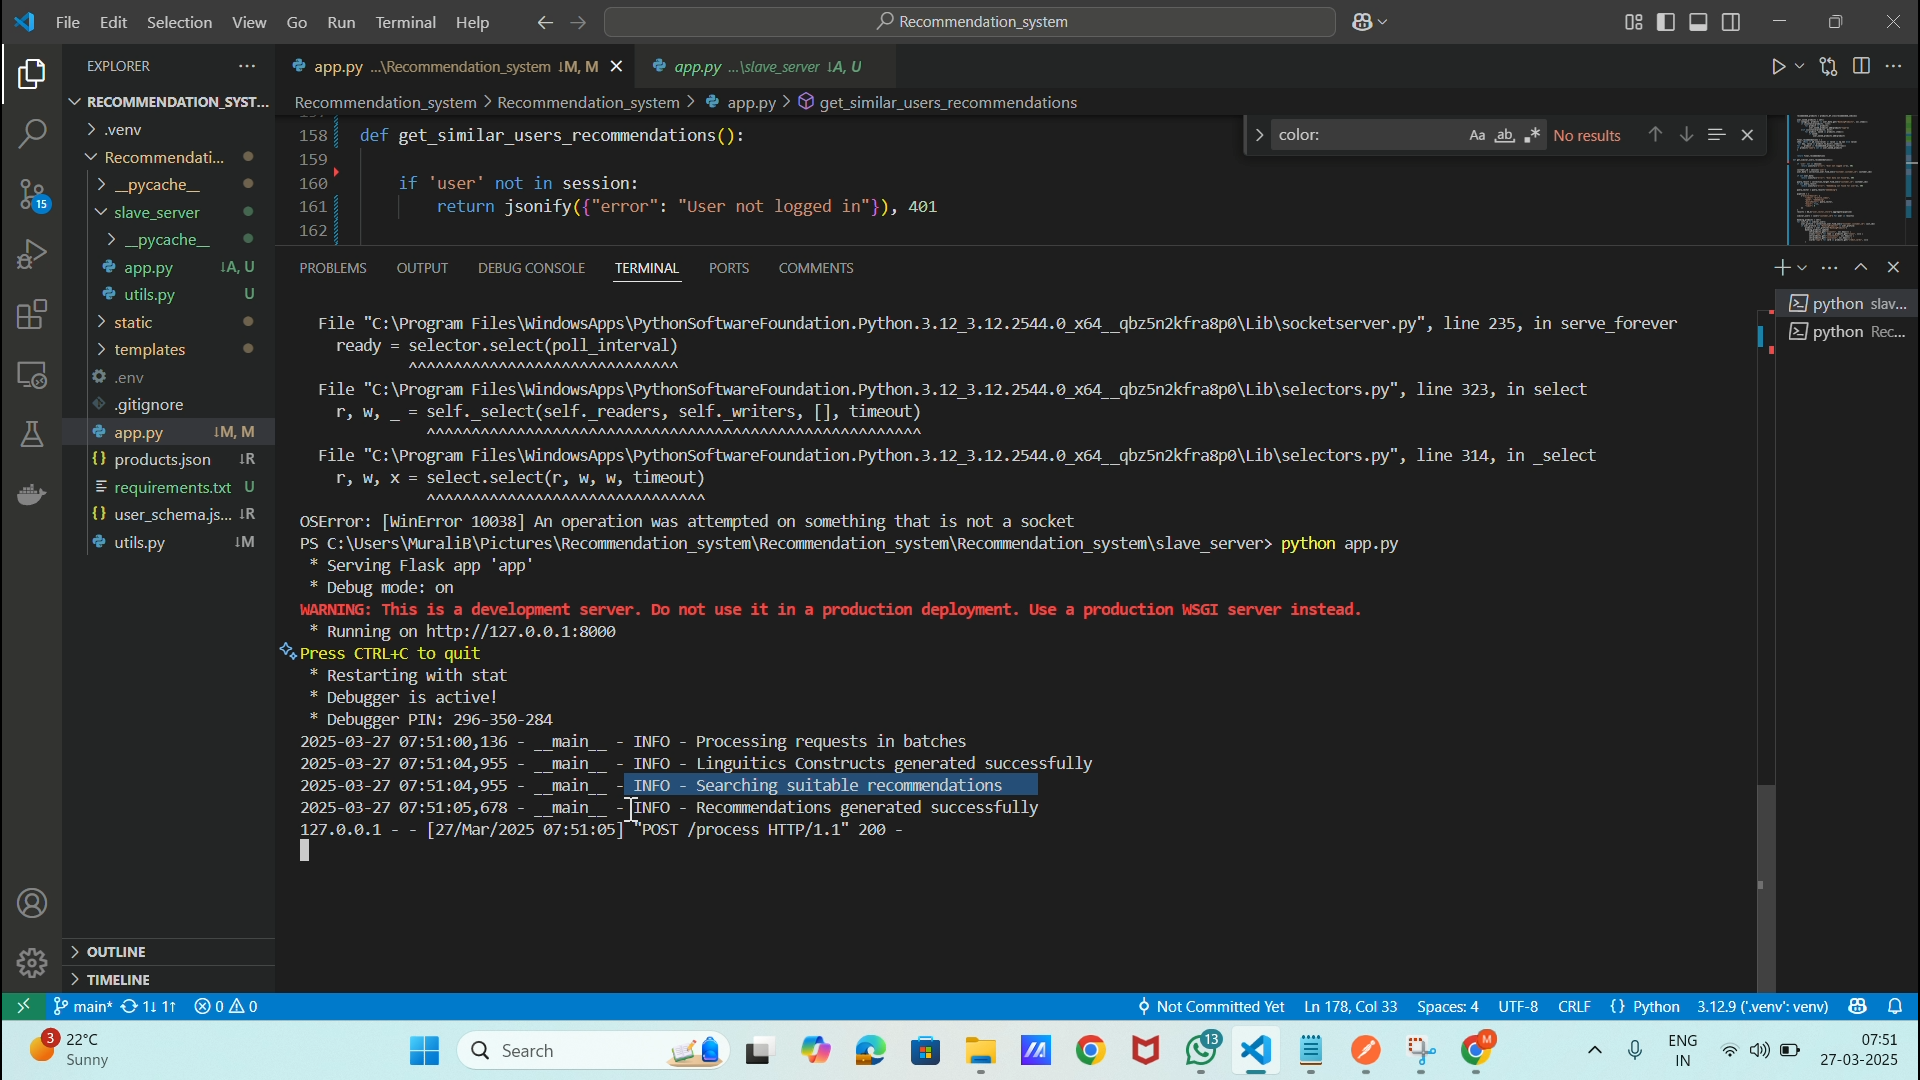 File Edit Selection View Go Run Terminal Help
Recommendation_system
EXPLORER
RECOMMENDATION_SYST...
.venv
Recommendati...
__pycache__
slave_server
__pycache__
app.py ↓A, U
utils.py U
static
templates
.env
.gitignore
app.py ↓M, M
products.json ↓R
requirements.txt U
user_schema.js... ↓R
utils.py ↓M
OUTLINE
TIMELINE
app.py ...\Recommendation_system ↓M, M
app.py ...\slave_server ↓A, U
Recommendation_system > Recommendation_system > app.py > get_similar_users_recommendations
158 def get_similar_users_recommendations():
159
160 if 'user' not in session:
161 return jsonify({"error": "User not logged in"}), 401
162
color: Aa ab .* No results
PROBLEMS OUTPUT DEBUG CONSOLE TERMINAL PORTS COMMENTS
python slav...
python Rec...
File "C:\Program Files\WindowsApps\PythonSoftwareFoundation.Python.3.12_3.12.2544.0_x64__qbz5n2kfra8p0\Lib\socketserver.py", line 235, in serve_forever
ready = selector.select(poll_interval)
^^^^^^^^^^^^^^^^^^^^^^^^^^^^^^
File "C:\Program Files\WindowsApps\PythonSoftwareFoundation.Python.3.12_3.12.2544.0_x64__qbz5n2kfra8p0\Lib\selectors.py", line 323, in select
r, w, _ = self._select(self._readers, self._writers, [], timeout)
^^^^^^^^^^^^^^^^^^^^^^^^^^^^^^^^^^^^^^^^^^^^^^^^^^^^^^^
File "C:\Program Files\WindowsApps\PythonSoftwareFoundation.Python.3.12_3.12.2544.0_x64__qbz5n2kfra8p0\Lib\selectors.py", line 314, in _select
r, w, x = select.select(r, w, w, timeout)
^^^^^^^^^^^^^^^^^^^^^^^^^^^^^^^
OSError: [WinError 10038] An operation was attempted on something that is not a socket
PS C:\Users\MuraliB\Pictures\Recommendation_system\Recommendation_system\Recommendation_system\slave_server> python app.py
* Serving Flask app 'app'
* Debug mode: on
WARNING: This is a development server. Do not use it in a production deployment. Use a production WSGI server instead.
* Running on http://127.0.0.1:8000
Press CTRL+C to quit
* Restarting with stat
* Debugger is active!
* Debugger PIN: 296-350-284
2025-03-27 07:51:00,136 - __main__ - INFO - Processing requests in batches
2025-03-27 07:51:04,955 - __main__ - INFO - Linguitics Constructs generated successfully
2025-03-27 07:51:04,955 - __main__ - INFO - Searching suitable recommendations
2025-03-27 07:51:05,678 - __main__ - INFO - Recommendations generated successfully
127.0.0.1 - - [27/Mar/2025 07:51:05] "POST /process HTTP/1.1" 200 -
15
main* 1↓ 1↑ 0 0
Not Committed Yet Ln 178, Col 33 Spaces: 4 UTF-8 CRLF {} Python 3.12.9 ('.venv': venv)
3 22°C
Sunny
Search
13
M
ENG
IN
07:51
27-03-2025